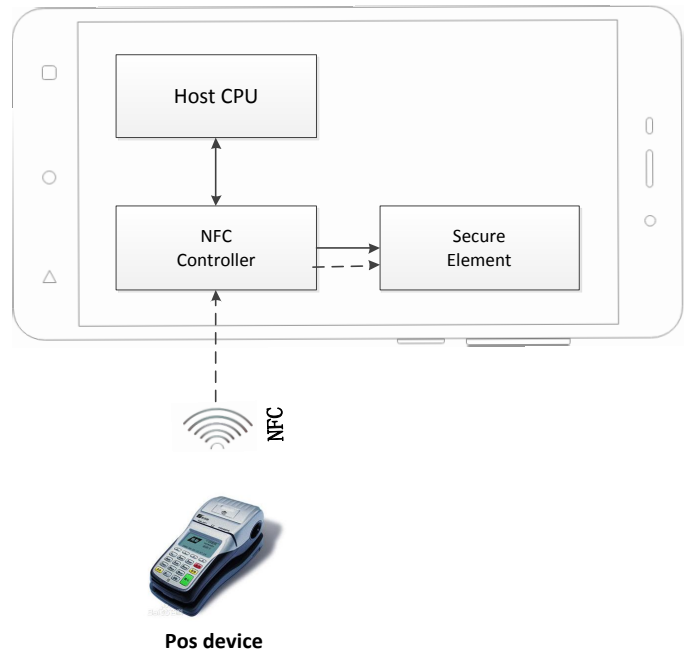 Host CPU
NFC
Controller
Secure
Element
NFC
Pos device